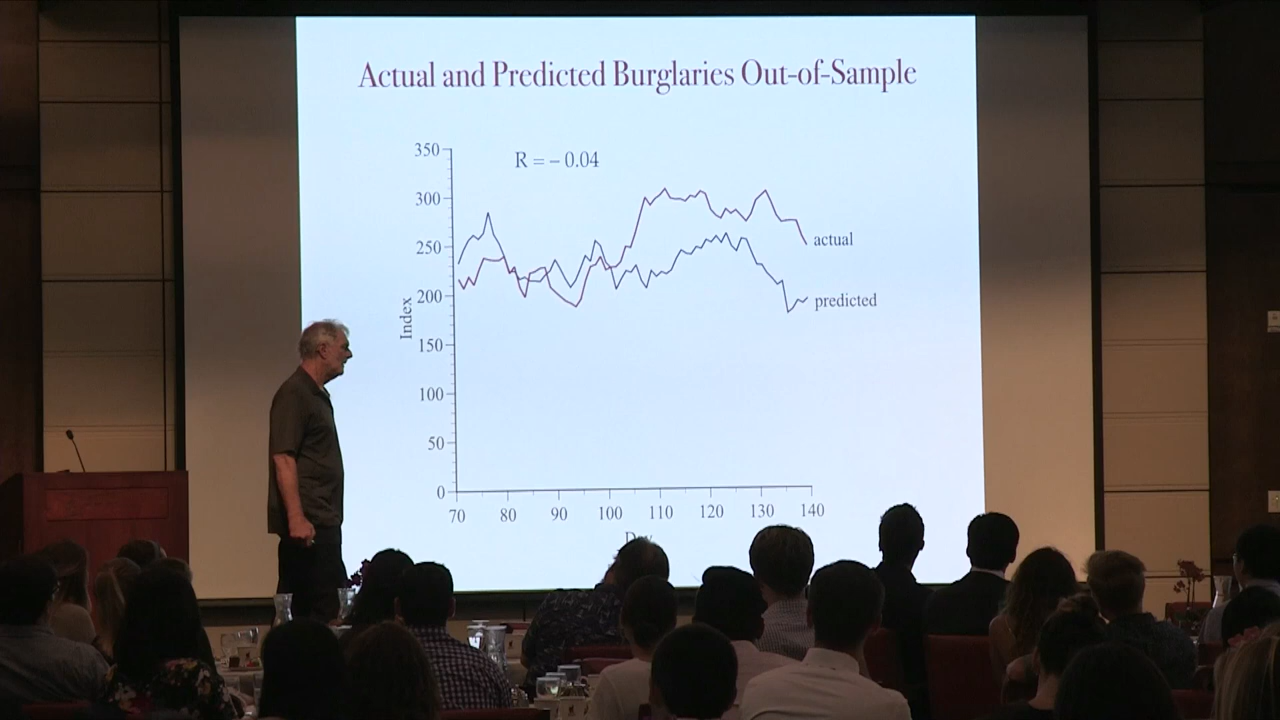 Actual and Predicted Burglaries Out-of-Sample
R = – 0.04
350
300
250
200
150
100
50
0
Index
actual
predicted
70 80 90 100 110 120 130 140